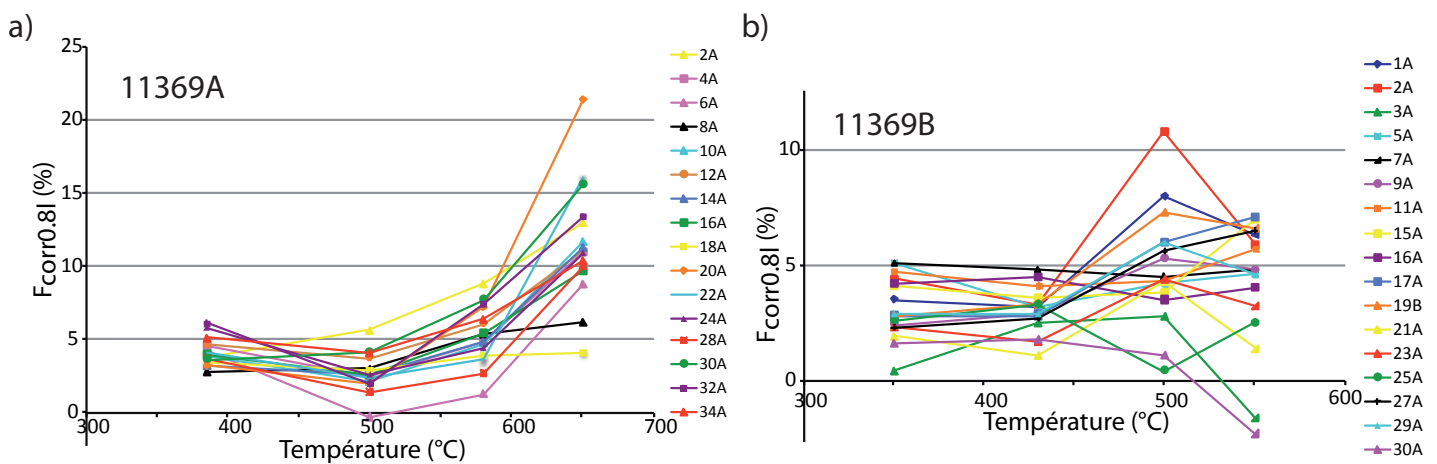 a)
25
20
15
10
5
0
300
400
500
600
700
Fcorr0.8I (%)
Température (°C)
11369A
2A
4A
6A
8A
10A
12A
14A
16A
18A
20A
22A
24A
28A
30A
32A
34A
b)
10
5
0
300
400
500
600
Fcorr0.8I (%)
Température (°C)
11369B
1A
2A
3A
5A
7A
9A
11A
15A
16A
17A
19B
21A
23A
25A
27A
29A
30A